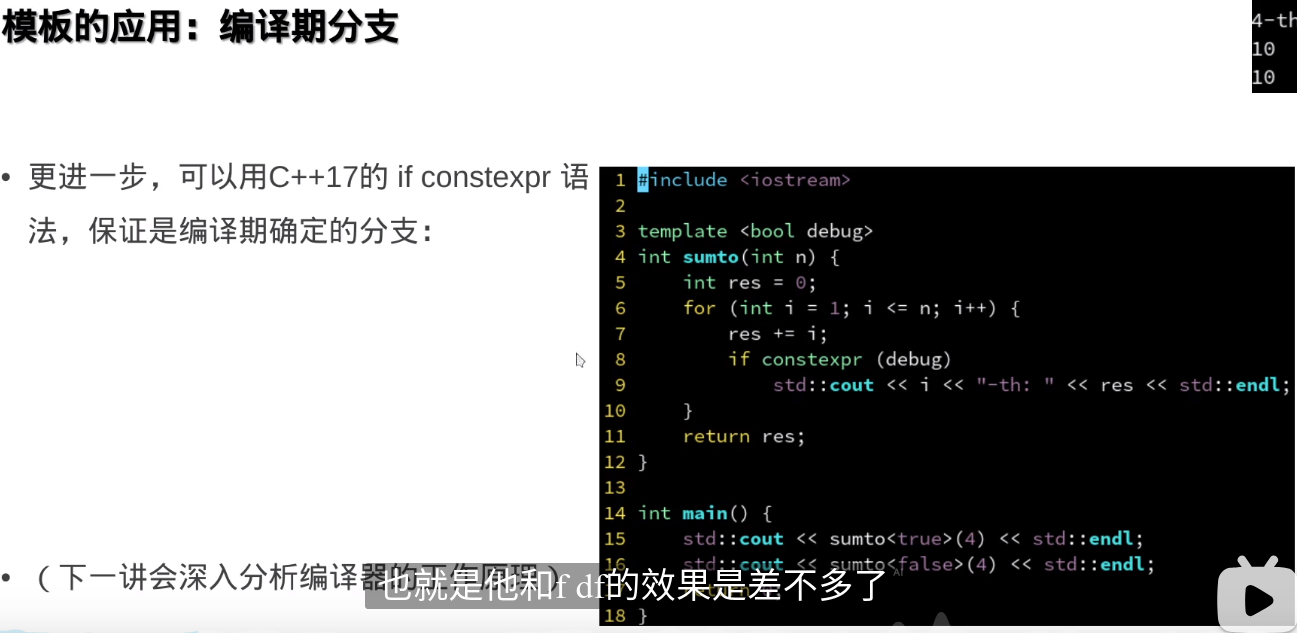 模板的应用：编译期分支
4-th
10
10
• 更进一步，可以用C++17的 if constexpr 语
法，保证是编译期确定的分支：
1 #include <iostream>
2
3 template <bool debug>
4 int sumto(int n) {
5     int res = 0;
6     for (int i = 1; i <= n; i++) {
7         res += i;
8         if constexpr (debug)
9             std::cout << i << "-th: " << res << std::endl;
10     }
11     return res;
12 }
13
14 int main() {
15     std::cout << sumto<true>(4) << std::endl;
16     std::cout << sumto<false>(4) << std::endl;
18 }
• （下一讲会深入分析编译器的工作原理）
也就是他和f df的效果是差不多了